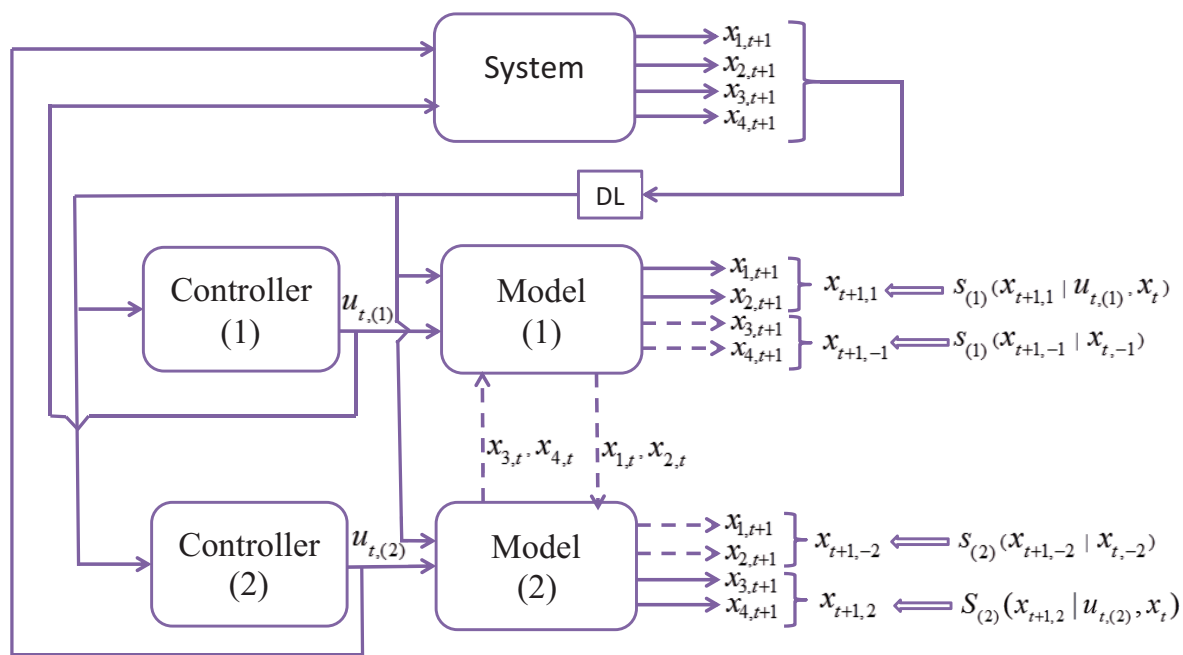 System
x_{1,t+1}
x_{2,t+1}
x_{3,t+1}
x_{4,t+1}
DL
Controller
(1)
u_{t,(1)}
Model
(1)
x_{1,t+1}
x_{2,t+1}
x_{3,t+1}
x_{4,t+1}
x_{t+1,1}
s_{(1)}(x_{t+1,1} | u_{t,(1)}, x_t)
x_{t+1,-1}
s_{(1)}(x_{t+1,-1} | x_{t,-1})
x_{3,t}, x_{4,t}
x_{1,t}, x_{2,t}
Controller
(2)
u_{t,(2)}
Model
(2)
x_{1,t+1}
x_{2,t+1}
x_{3,t+1}
x_{4,t+1}
x_{t+1,-2}
s_{(2)}(x_{t+1,-2} | x_{t,-2})
x_{t+1,2}
S_{(2)}(x_{t+1,2} | u_{t,(2)}, x_t)